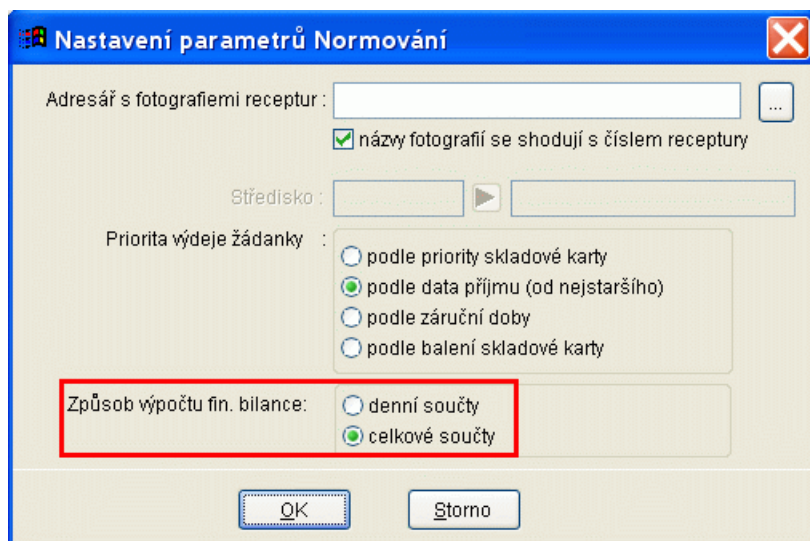 Nastavení parametrů Normování
Adresář s fotografiemi receptur :
...
názvy fotografií se shodují s číslem receptury
Středisko :
Priorita výdeje žádanky :
podle priority skladové karty
podle data příjmu (od nejstaršího)
podle záruční doby
podle balení skladové karty
Způsob výpočtu fin. bilance:
denní součty
celkové součty
OK Storno